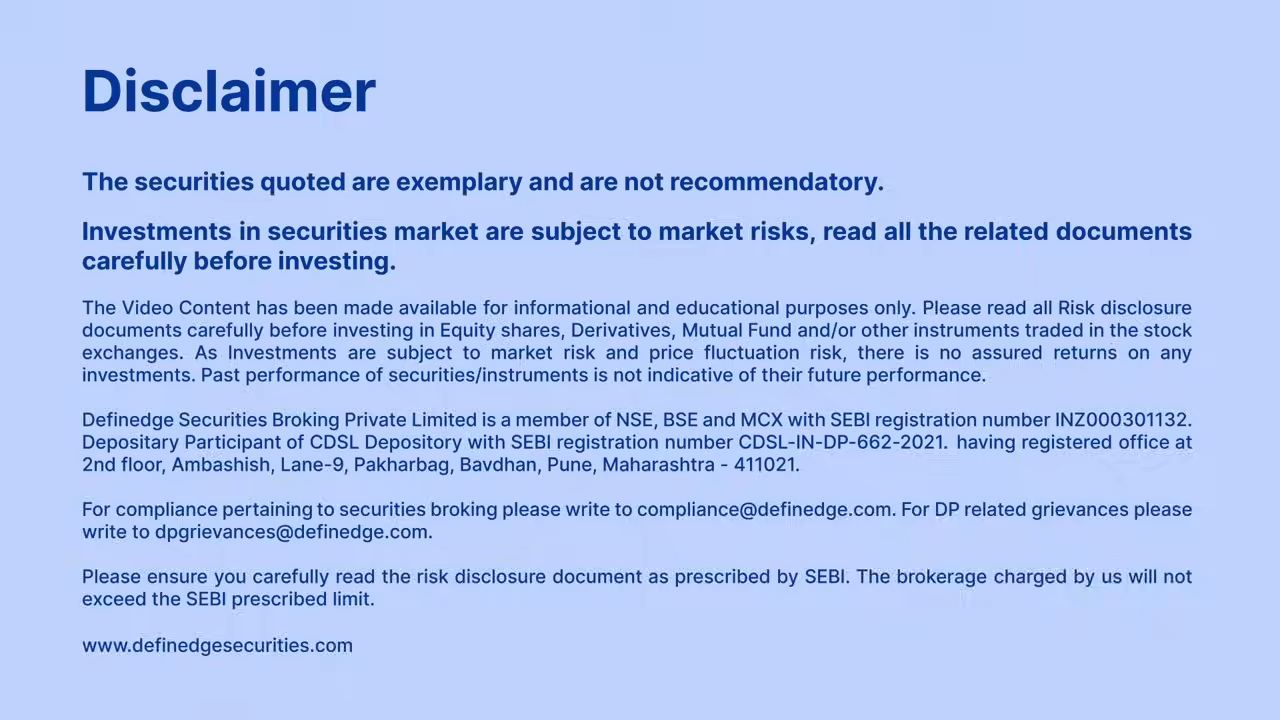 Disclaimer
The securities quoted are exemplary and are not recommendatory.
Investments in securities market are subject to market risks, read all the related documents
carefully before investing.
The Video Content has been made available for informational and educational purposes only. Please read all Risk disclosure
documents carefully before investing in Equity shares, Derivatives, Mutual Fund and/or other instruments traded in the stock
exchanges. As Investments are subject to market risk and price fluctuation risk, there is no assured returns on any
investments. Past performance of securities/instruments is not indicative of their future performance.
Definedge Securities Broking Private Limited is a member of NSE, BSE and MCX with SEBI registration number INZ000301132.
Depositary Participant of CDSL Depository with SEBI registration number CDSL-IN-DP-662-2021. having registered office at
2nd floor, Ambashish, Lane-9, Pakharbag, Bavdhan, Pune, Maharashtra - 411021.
For compliance pertaining to securities broking please write to compliance@definedge.com. For DP related grievances please
write to dpgrievances@definedge.com.
Please ensure you carefully read the risk disclosure document as prescribed by SEBI. The brokerage charged by us will not
exceed the SEBI prescribed limit.
www.definedgesecurities.com